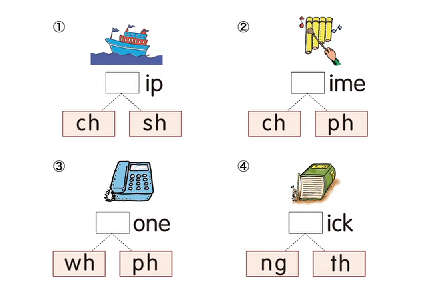 ① ②
ip ime
ch sh ch ph
③ ④
one ick
wh ph ng th